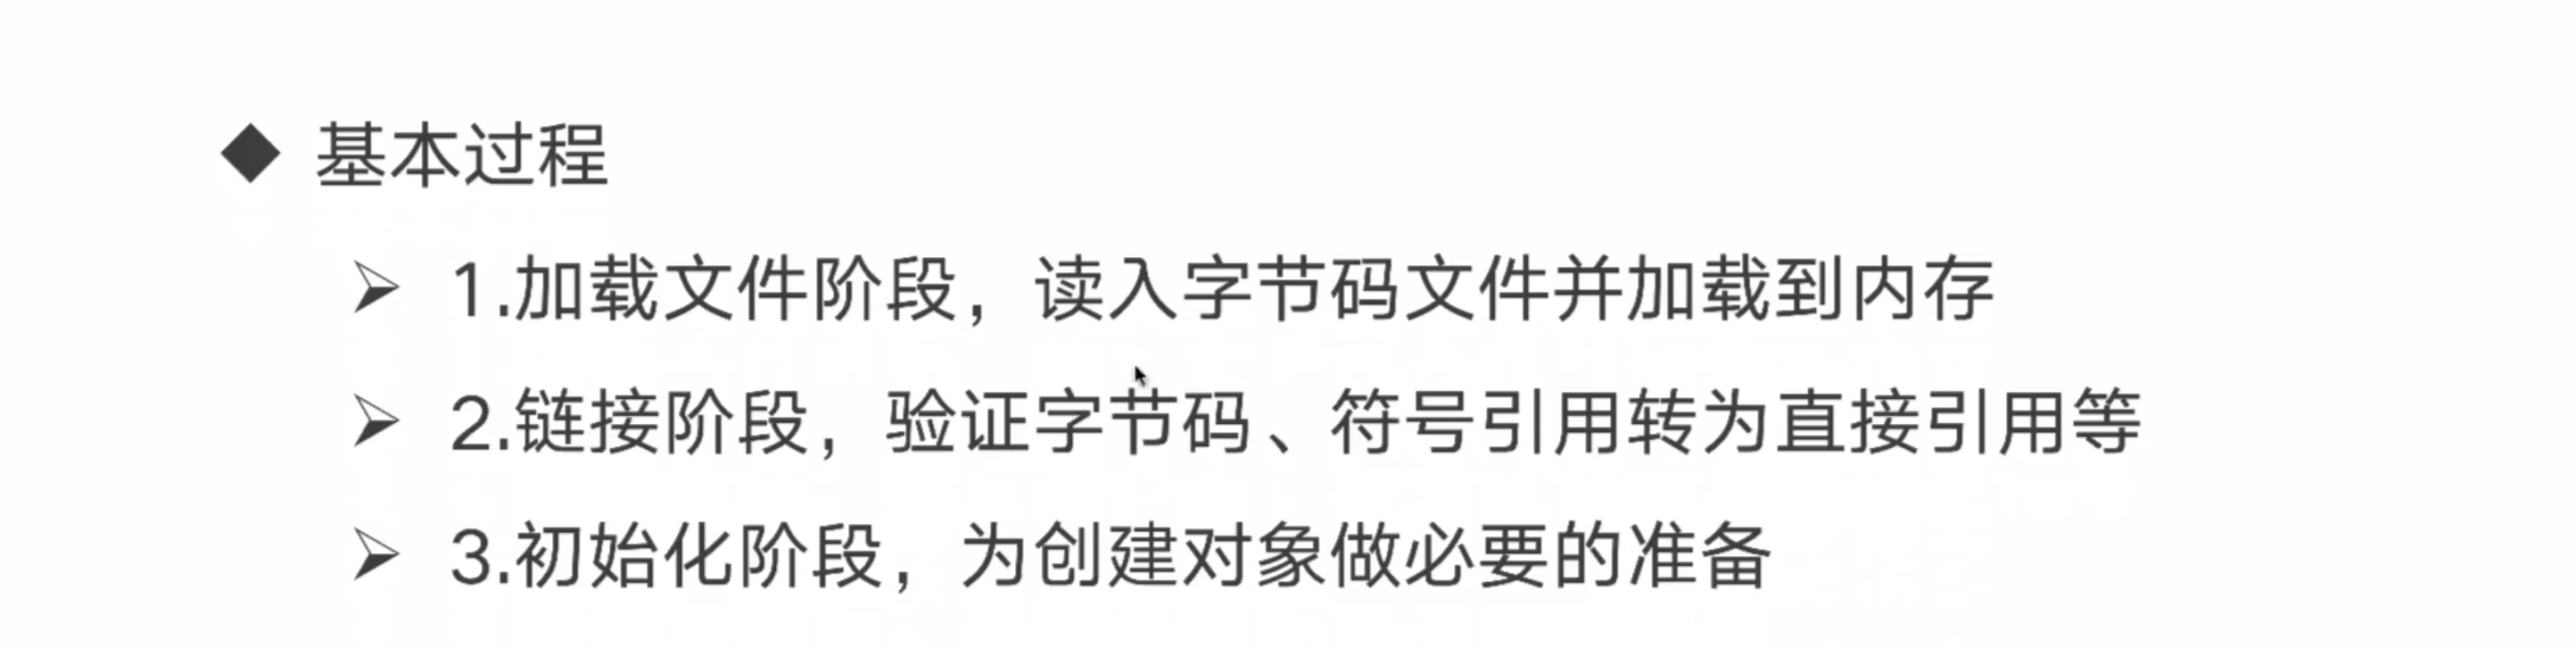 ◆ 基本过程
➢ 1.加载文件阶段，读入字节码文件并加载到内存
➢ 2.链接阶段，验证字节码、符号引用转为直接引用等
➢ 3.初始化阶段，为创建对象做必要的准备